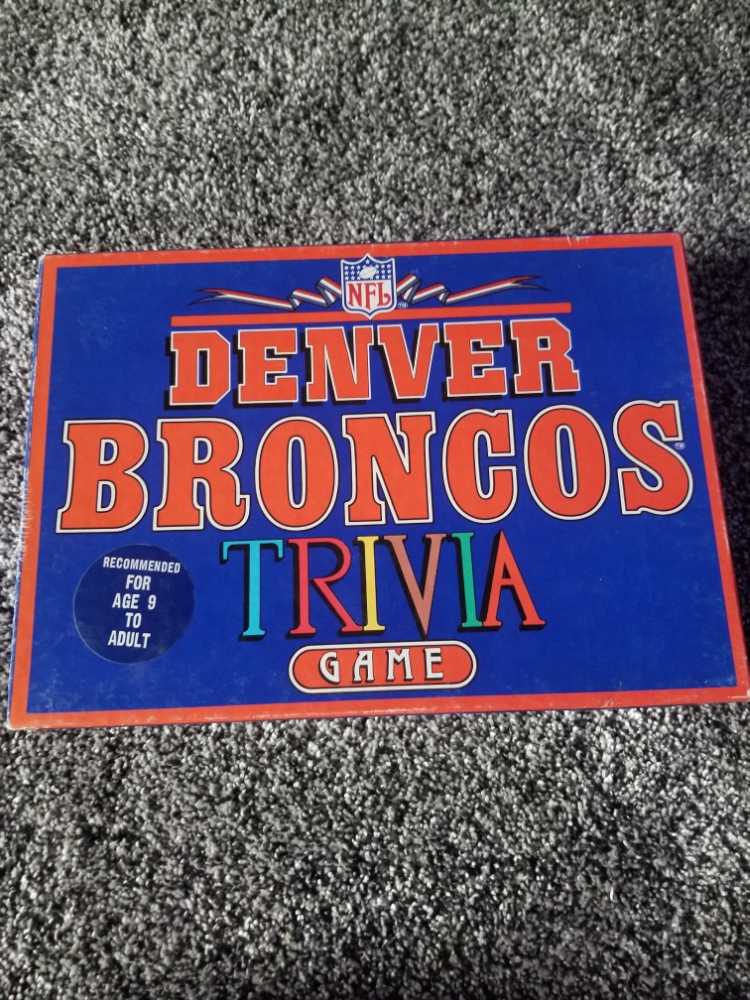 NFL
DENVER
BRONCOS
TRIVIA
GAME
RECOMMENDED
FOR
AGE 9
TO
ADULT